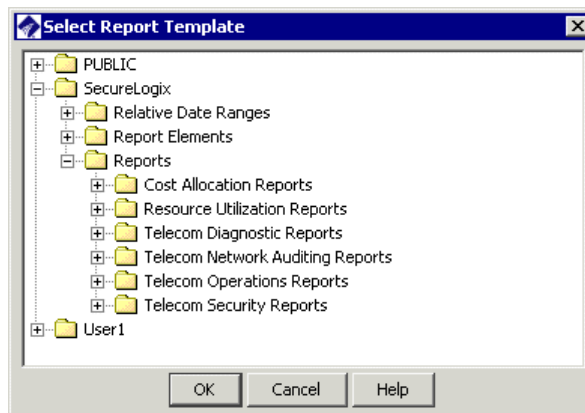 Select Report Template
PUBLIC
SecureLogix
Relative Date Ranges
Report Elements
Reports
Cost Allocation Reports
Resource Utilization Reports
Telecom Diagnostic Reports
Telecom Network Auditing Reports
Telecom Operations Reports
Telecom Security Reports
User1
OK Cancel Help